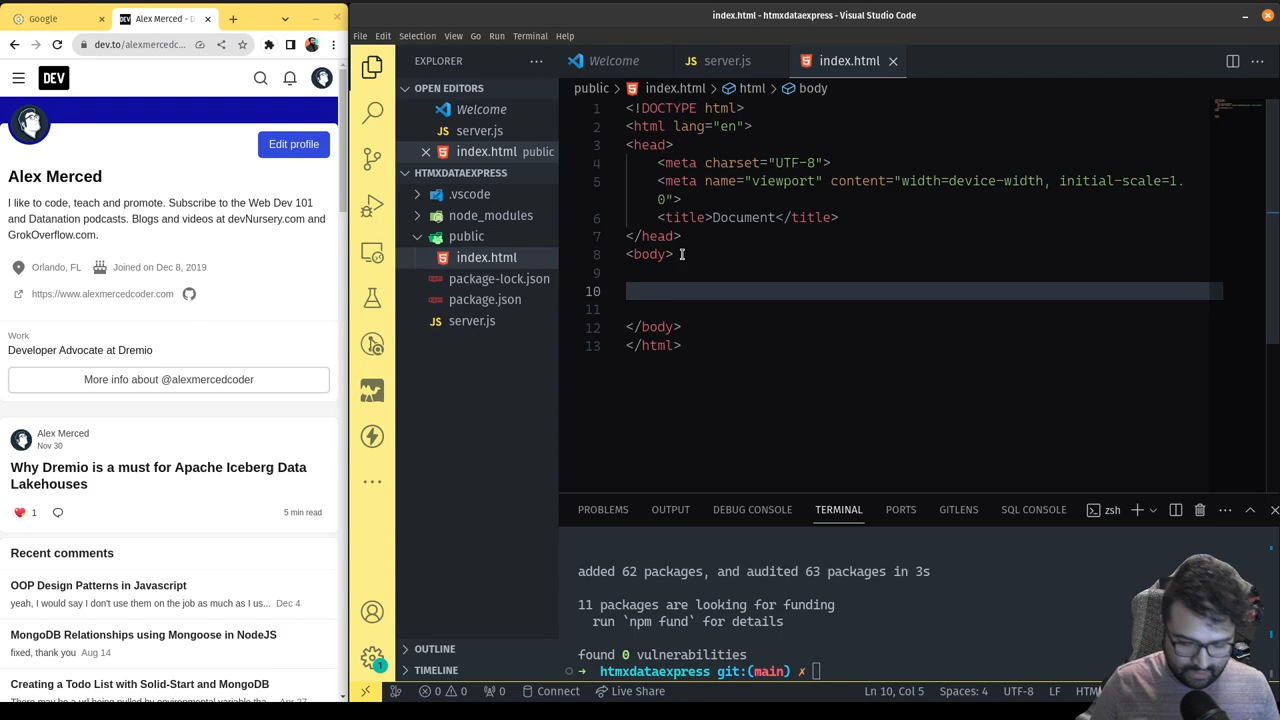 Google
Alex Merced - D
index.html - htmxdataexpress - Visual Studio Code
dev.to/alexmercedc...
File Edit Selection View Go Run Terminal Help
DEV
Edit profile
Alex Merced
I like to code, teach and promote. Subscribe to the Web Dev 101
and Datanation podcasts. Blogs and videos at devNursery.com and
GrokOverflow.com.
Orlando, FL Joined on Dec 8, 2019
https://www.alexmercedcoder.com
Work
Developer Advocate at Dremio
More info about @alexmercedcoder
Alex Merced
Nov 30
Why Dremio is a must for Apache Iceberg Data
Lakehouses
1 5 min read
Recent comments
OOP Design Patterns in Javascript
yeah, I would say I don't use them on the job as much as I us... Dec 4
MongoDB Relationships using Mongoose in NodeJS
fixed, thank you Aug 14
Creating a Todo List with Solid-Start and MongoDB
EXPLORER ...
OPEN EDITORS
Welcome
JS server.js
index.html public
HTMXDATAEXPRESS
.vscode
node_modules
public
index.html
package-lock.json
package.json
JS server.js
OUTLINE
TIMELINE
1
Welcome
JS server.js
index.html
public > index.html > html > body
1 <!DOCTYPE html>
2 <html lang="en">
3 <head>
4 <meta charset="UTF-8">
5 <meta name="viewport" content="width=device-width, initial-scale=1.
0">
6 <title>Document</title>
7 </head>
8 <body>
9
10
11
12 </body>
13 </html>
PROBLEMS OUTPUT DEBUG CONSOLE TERMINAL PORTS GITLENS SQL CONSOLE zsh
added 62 packages, and audited 63 packages in 3s
11 packages are looking for funding
run `npm fund` for details
found 0 vulnerabilities
→ htmxdataexpress git:(main) ✗
0 0 0 Connect Live Share Ln 10, Col 5 Spaces: 4 UTF-8 LF